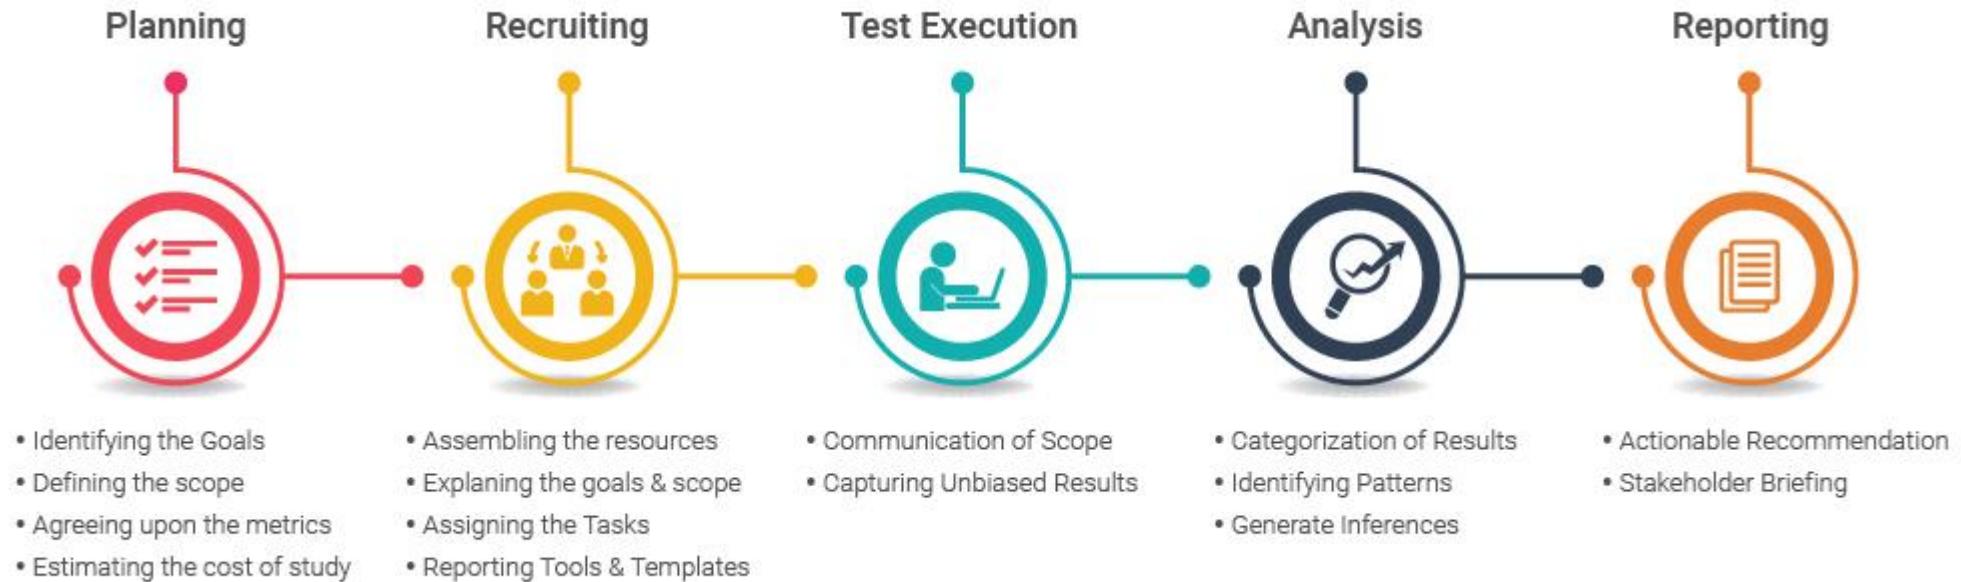 Planning
• Identifying the Goals
• Defining the scope
• Agreeing upon the metrics
• Estimating the cost of study
Recruiting
• Assembling the resources
• Explaning the goals & scope
• Assigning the Tasks
• Reporting Tools & Templates
Test Execution
• Communication of Scope
• Capturing Unbiased Results
Analysis
• Categorization of Results
• Identifying Patterns
• Generate Inferences
Reporting
• Actionable Recommendation
• Stakeholder Briefing